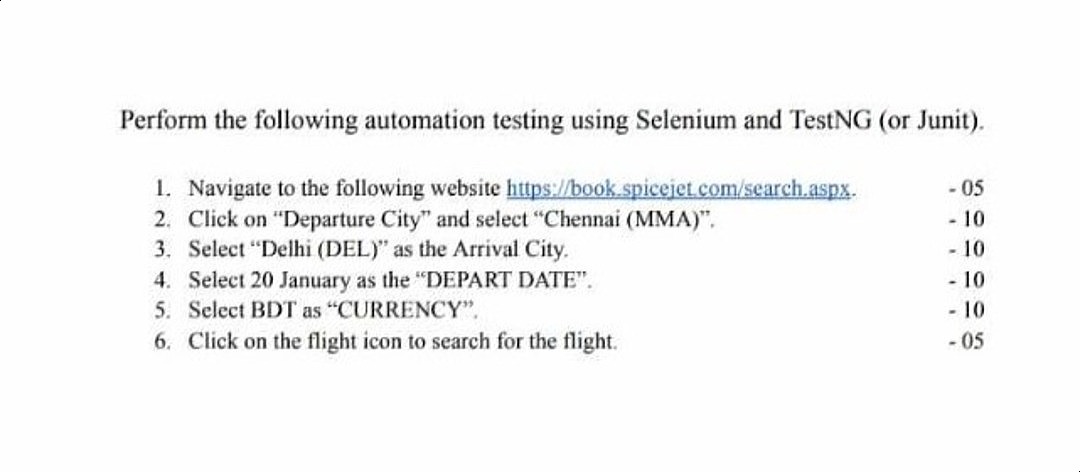 Perform the following automation testing using Selenium and TestNG (or Junit).
1. Navigate to the following website https://book.spicejet.com/search.aspx. - 05
2. Click on “Departure City” and select “Chennai (MMA)”. - 10
3. Select “Delhi (DEL)” as the Arrival City. - 10
4. Select 20 January as the “DEPART DATE”. - 10
5. Select BDT as “CURRENCY”. - 10
6. Click on the flight icon to search for the flight. - 05